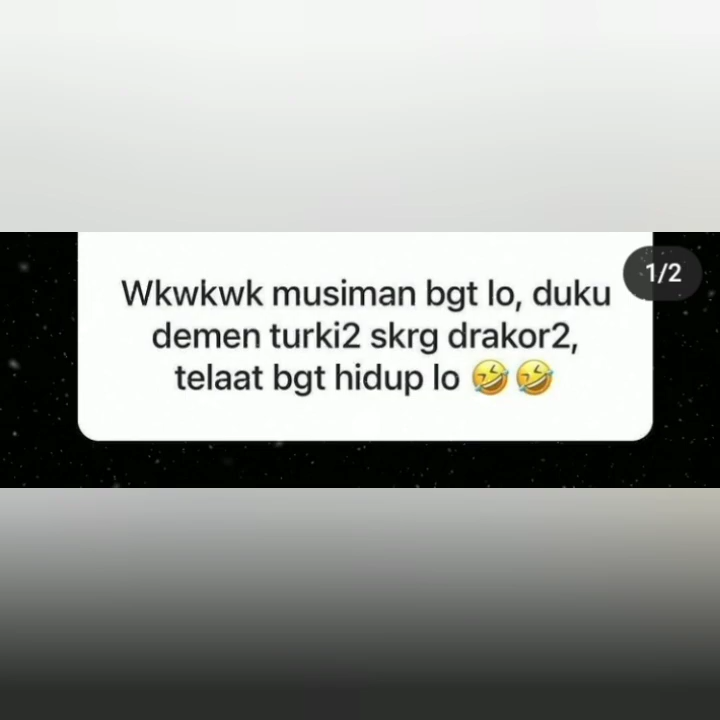 1/2
Wkwkwk musiman bgt lo, duku
demen turki2 skrg drakor2,
telaat bgt hidup lo 🤣🤣